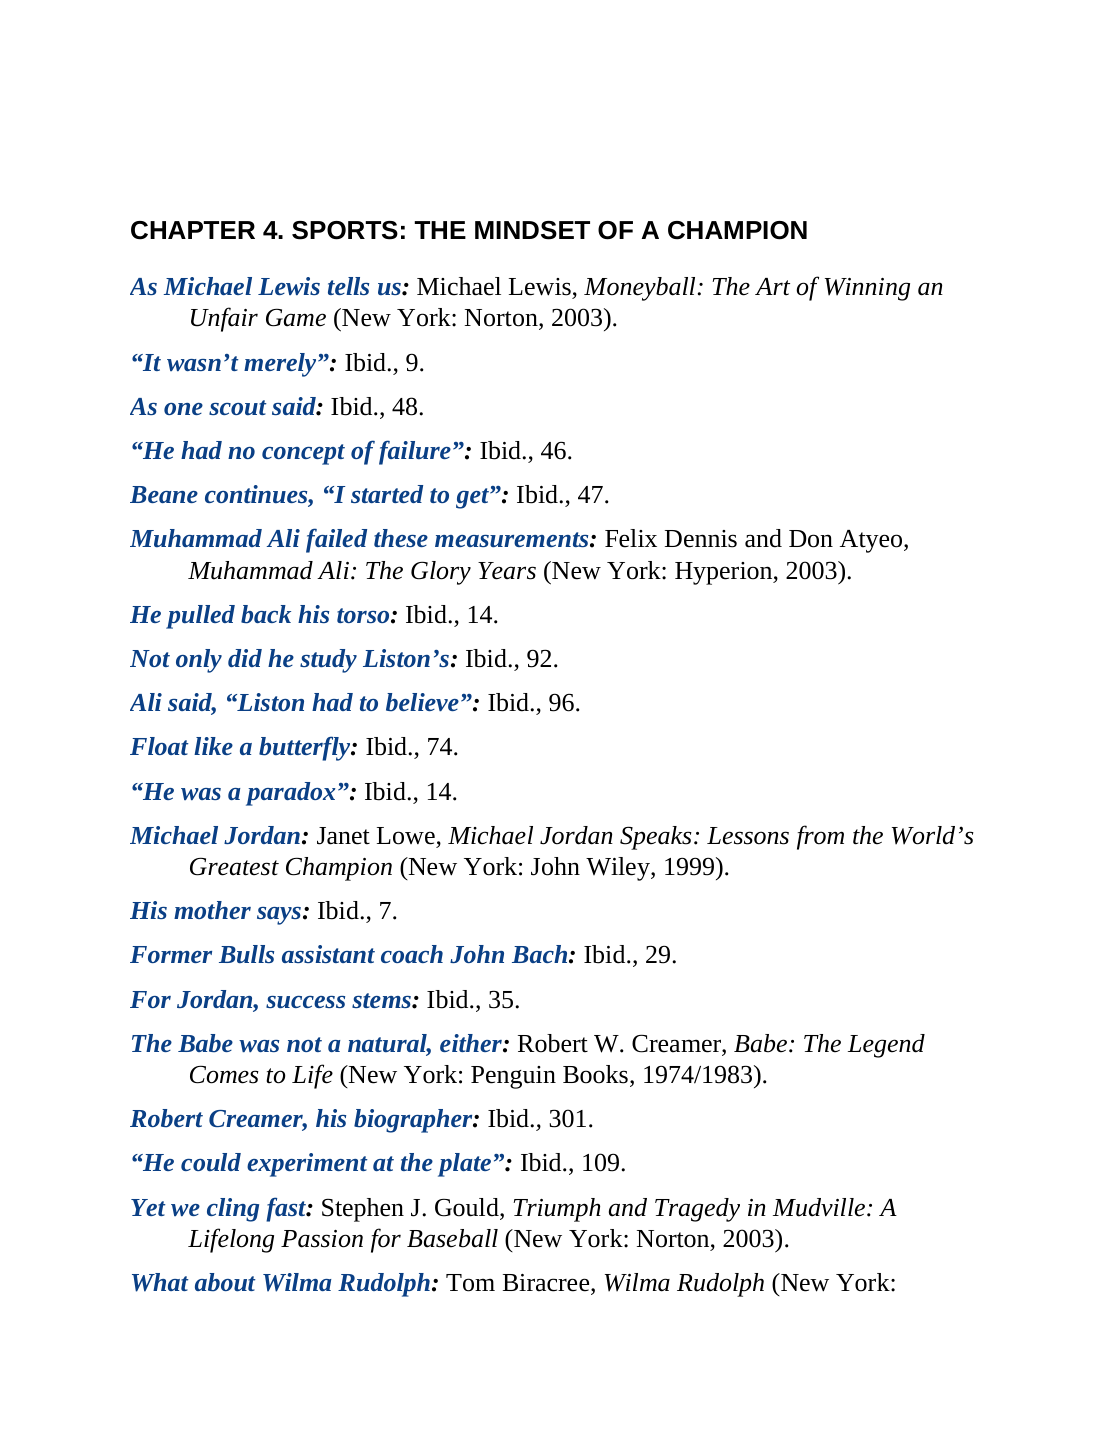 CHAPTER 4. SPORTS: THE MINDSET OF A CHAMPION
As Michael Lewis tells us: Michael Lewis, Moneyball: The Art of Winning an
Unfair Game (New York: Norton, 2003).
“It wasn’t merely”: Ibid., 9.
As one scout said: Ibid., 48.
“He had no concept of failure”: Ibid., 46.
Beane continues, “I started to get”: Ibid., 47.
Muhammad Ali failed these measurements: Felix Dennis and Don Atyeo,
Muhammad Ali: The Glory Years (New York: Hyperion, 2003).
He pulled back his torso: Ibid., 14.
Not only did he study Liston’s: Ibid., 92.
Ali said, “Liston had to believe”: Ibid., 96.
Float like a butterfly: Ibid., 74.
“He was a paradox”: Ibid., 14.
Michael Jordan: Janet Lowe, Michael Jordan Speaks: Lessons from the World’s
Greatest Champion (New York: John Wiley, 1999).
His mother says: Ibid., 7.
Former Bulls assistant coach John Bach: Ibid., 29.
For Jordan, success stems: Ibid., 35.
The Babe was not a natural, either: Robert W. Creamer, Babe: The Legend
Comes to Life (New York: Penguin Books, 1974/1983).
Robert Creamer, his biographer: Ibid., 301.
“He could experiment at the plate”: Ibid., 109.
Yet we cling fast: Stephen J. Gould, Triumph and Tragedy in Mudville: A
Lifelong Passion for Baseball (New York: Norton, 2003).
What about Wilma Rudolph: Tom Biracree, Wilma Rudolph (New York: